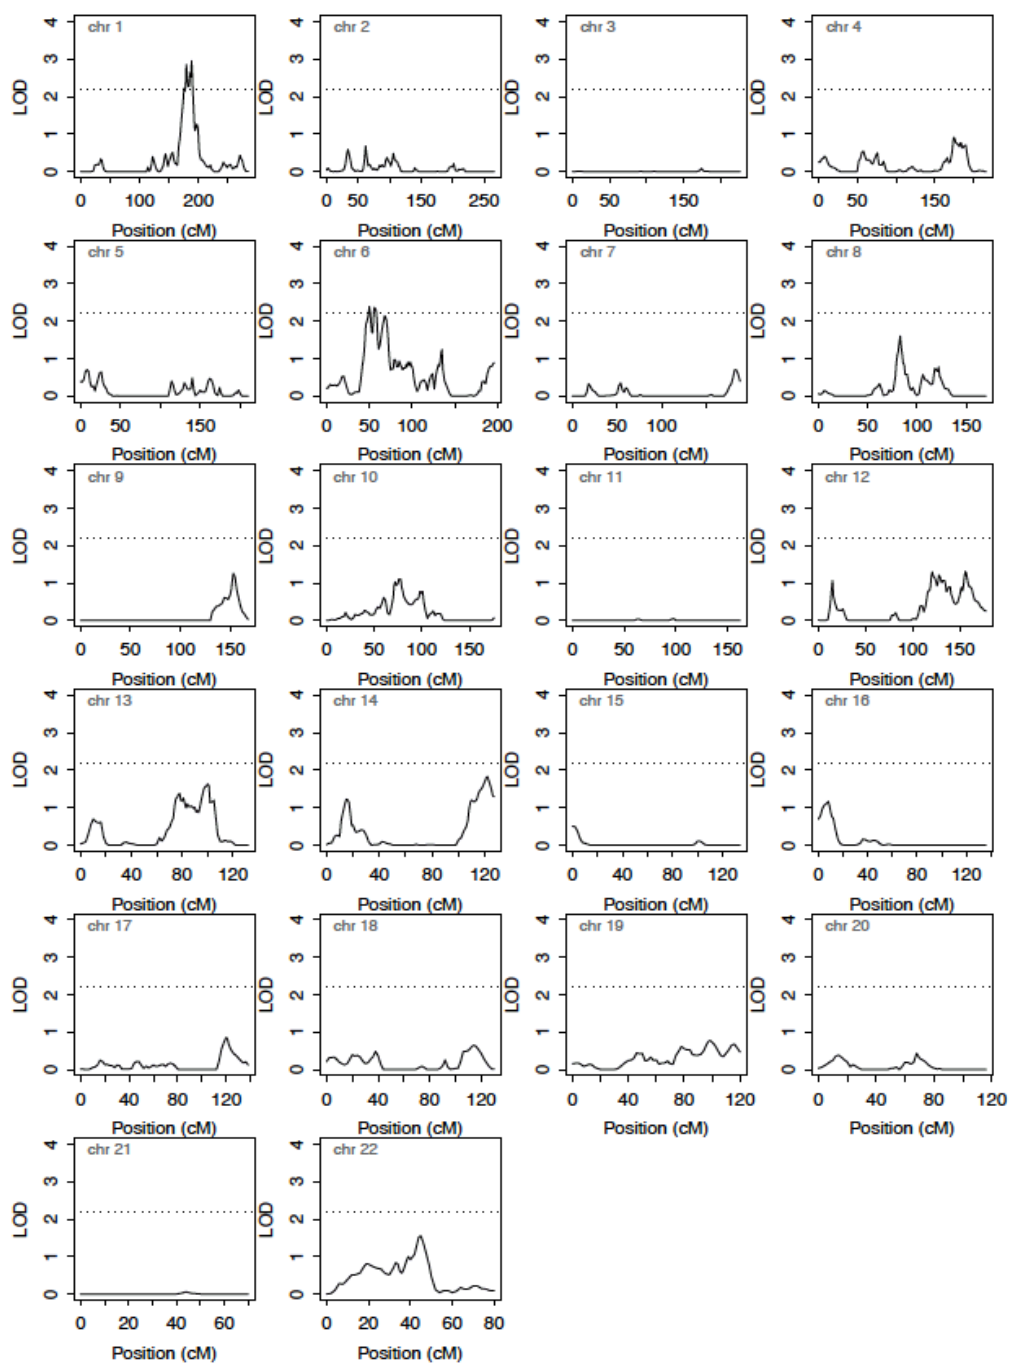 chr 1
LOD
4
3
2
1
0
0 100 200
Position (cM)
chr 2
LOD
4
3
2
1
0
0 50 150 250
Position (cM)
chr 3
LOD
4
3
2
1
0
0 50 150
Position (cM)
chr 4
LOD
4
3
2
1
0
0 50 150
Position (cM)
chr 5
LOD
4
3
2
1
0
0 50 150
Position (cM)
chr 6
LOD
4
3
2
1
0
0 50 100 150 200
Position (cM)
chr 7
LOD
4
3
2
1
0
0 50 100
Position (cM)
chr 8
LOD
4
3
2
1
0
0 50 100 150
Position (cM)
chr 9
LOD
4
3
2
1
0
0 50 100 150
Position (cM)
chr 10
LOD
4
3
2
1
0
0 50 100 150
Position (cM)
chr 11
LOD
4
3
2
1
0
0 50 100 150
Position (cM)
chr 12
LOD
4
3
2
1
0
0 50 100 150
Position (cM)
chr 13
LOD
4
3
2
1
0
0 40 80 120
Position (cM)
chr 14
LOD
4
3
2
1
0
0 40 80 120
Position (cM)
chr 15
LOD
4
3
2
1
0
0 40 80 120
Position (cM)
chr 16
LOD
4
3
2
1
0
0 40 80 120
Position (cM)
chr 17
LOD
4
3
2
1
0
0 40 80 120
Position (cM)
chr 18
LOD
4
3
2
1
0
0 40 80 120
Position (cM)
chr 19
LOD
4
3
2
1
0
0 40 80 120
Position (cM)
chr 20
LOD
4
3
2
1
0
0 40 80 120
Position (cM)
chr 21
LOD
4
3
2
1
0
0 20 40 60
Position (cM)
chr 22
LOD
4
3
2
1
0
0 20 40 60 80
Position (cM)